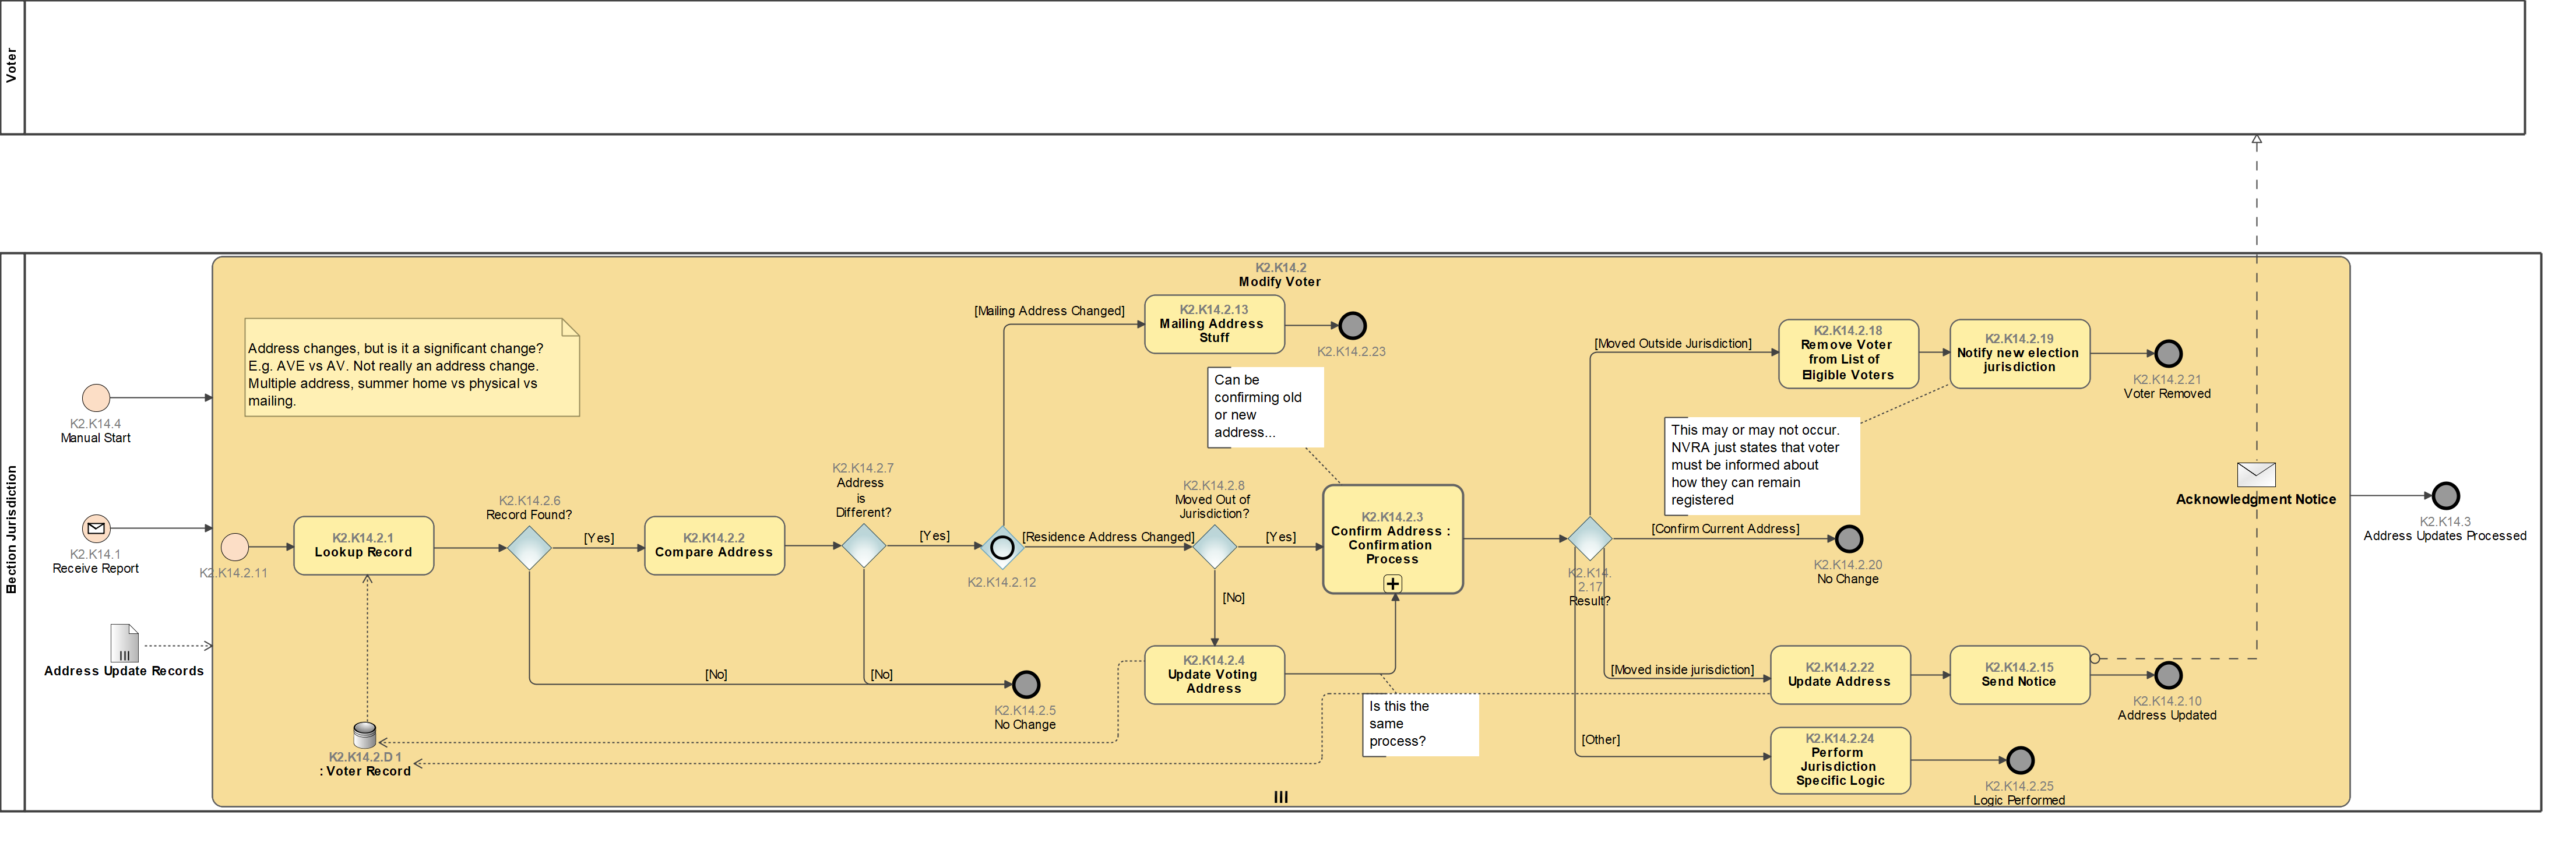 Voter
Election Jurisdiction
K2.K14.2
Modify Voter
Address changes, but is it a significant change?
E.g. AVE vs AV. Not really an address change.
Multiple address, summer home vs physical vs
mailing.
K2.K14.4
Manual Start
K2.K14.1
Receive Report
Address Update Records
K2.K14.2.11
K2.K14.2.1
Lookup Record
K2.K14.2.D1
: Voter Record
K2.K14.2.6
Record Found?
[Yes]
[No]
K2.K14.2.2
Compare Address
K2.K14.2.7
Address
is
Different?
[Yes]
[No]
K2.K14.2.5
No Change
K2.K14.2.12
[Mailing Address Changed]
K2.K14.2.13
Mailing Address
Stuff
K2.K14.2.23
[Residence Address Changed]
K2.K14.2.8
Moved Out of
Jurisdiction?
[Yes]
[No]
Can be
confirming old
or new
address...
K2.K14.2.3
Confirm Address :
Confirmation
Process
K2.K14.2.4
Update Voting
Address
Is this the
same
process?
K2.K14.
2.17
Result?
[Moved Outside Jurisdiction]
K2.K14.2.18
Remove Voter
from List of
Eligible Voters
K2.K14.2.19
Notify new election
jurisdiction
K2.K14.2.21
Voter Removed
This may or may not occur.
NVRA just states that voter
must be informed about
how they can remain
registered
[Confirm Current Address]
K2.K14.2.20
No Change
[Moved inside jurisdiction]
K2.K14.2.22
Update Address
K2.K14.2.15
Send Notice
K2.K14.2.10
Address Updated
[Other]
K2.K14.2.24
Perform
Jurisdiction
Specific Logic
K2.K14.2.25
Logic Performed
Acknowledgment Notice
K2.K14.3
Address Updates Processed